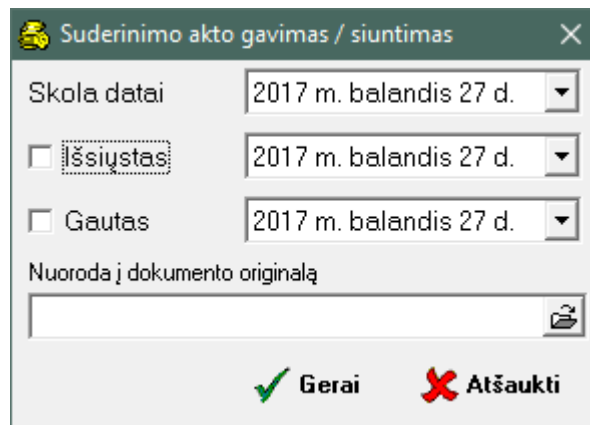 Suderinimo akto gavimas / siuntimas
Skola datai 2017 m. balandis 27 d.
Išsiųstas 2017 m. balandis 27 d.
Gautas 2017 m. balandis 27 d.
Nuoroda į dokumento originalą
Gerai Atšaukti